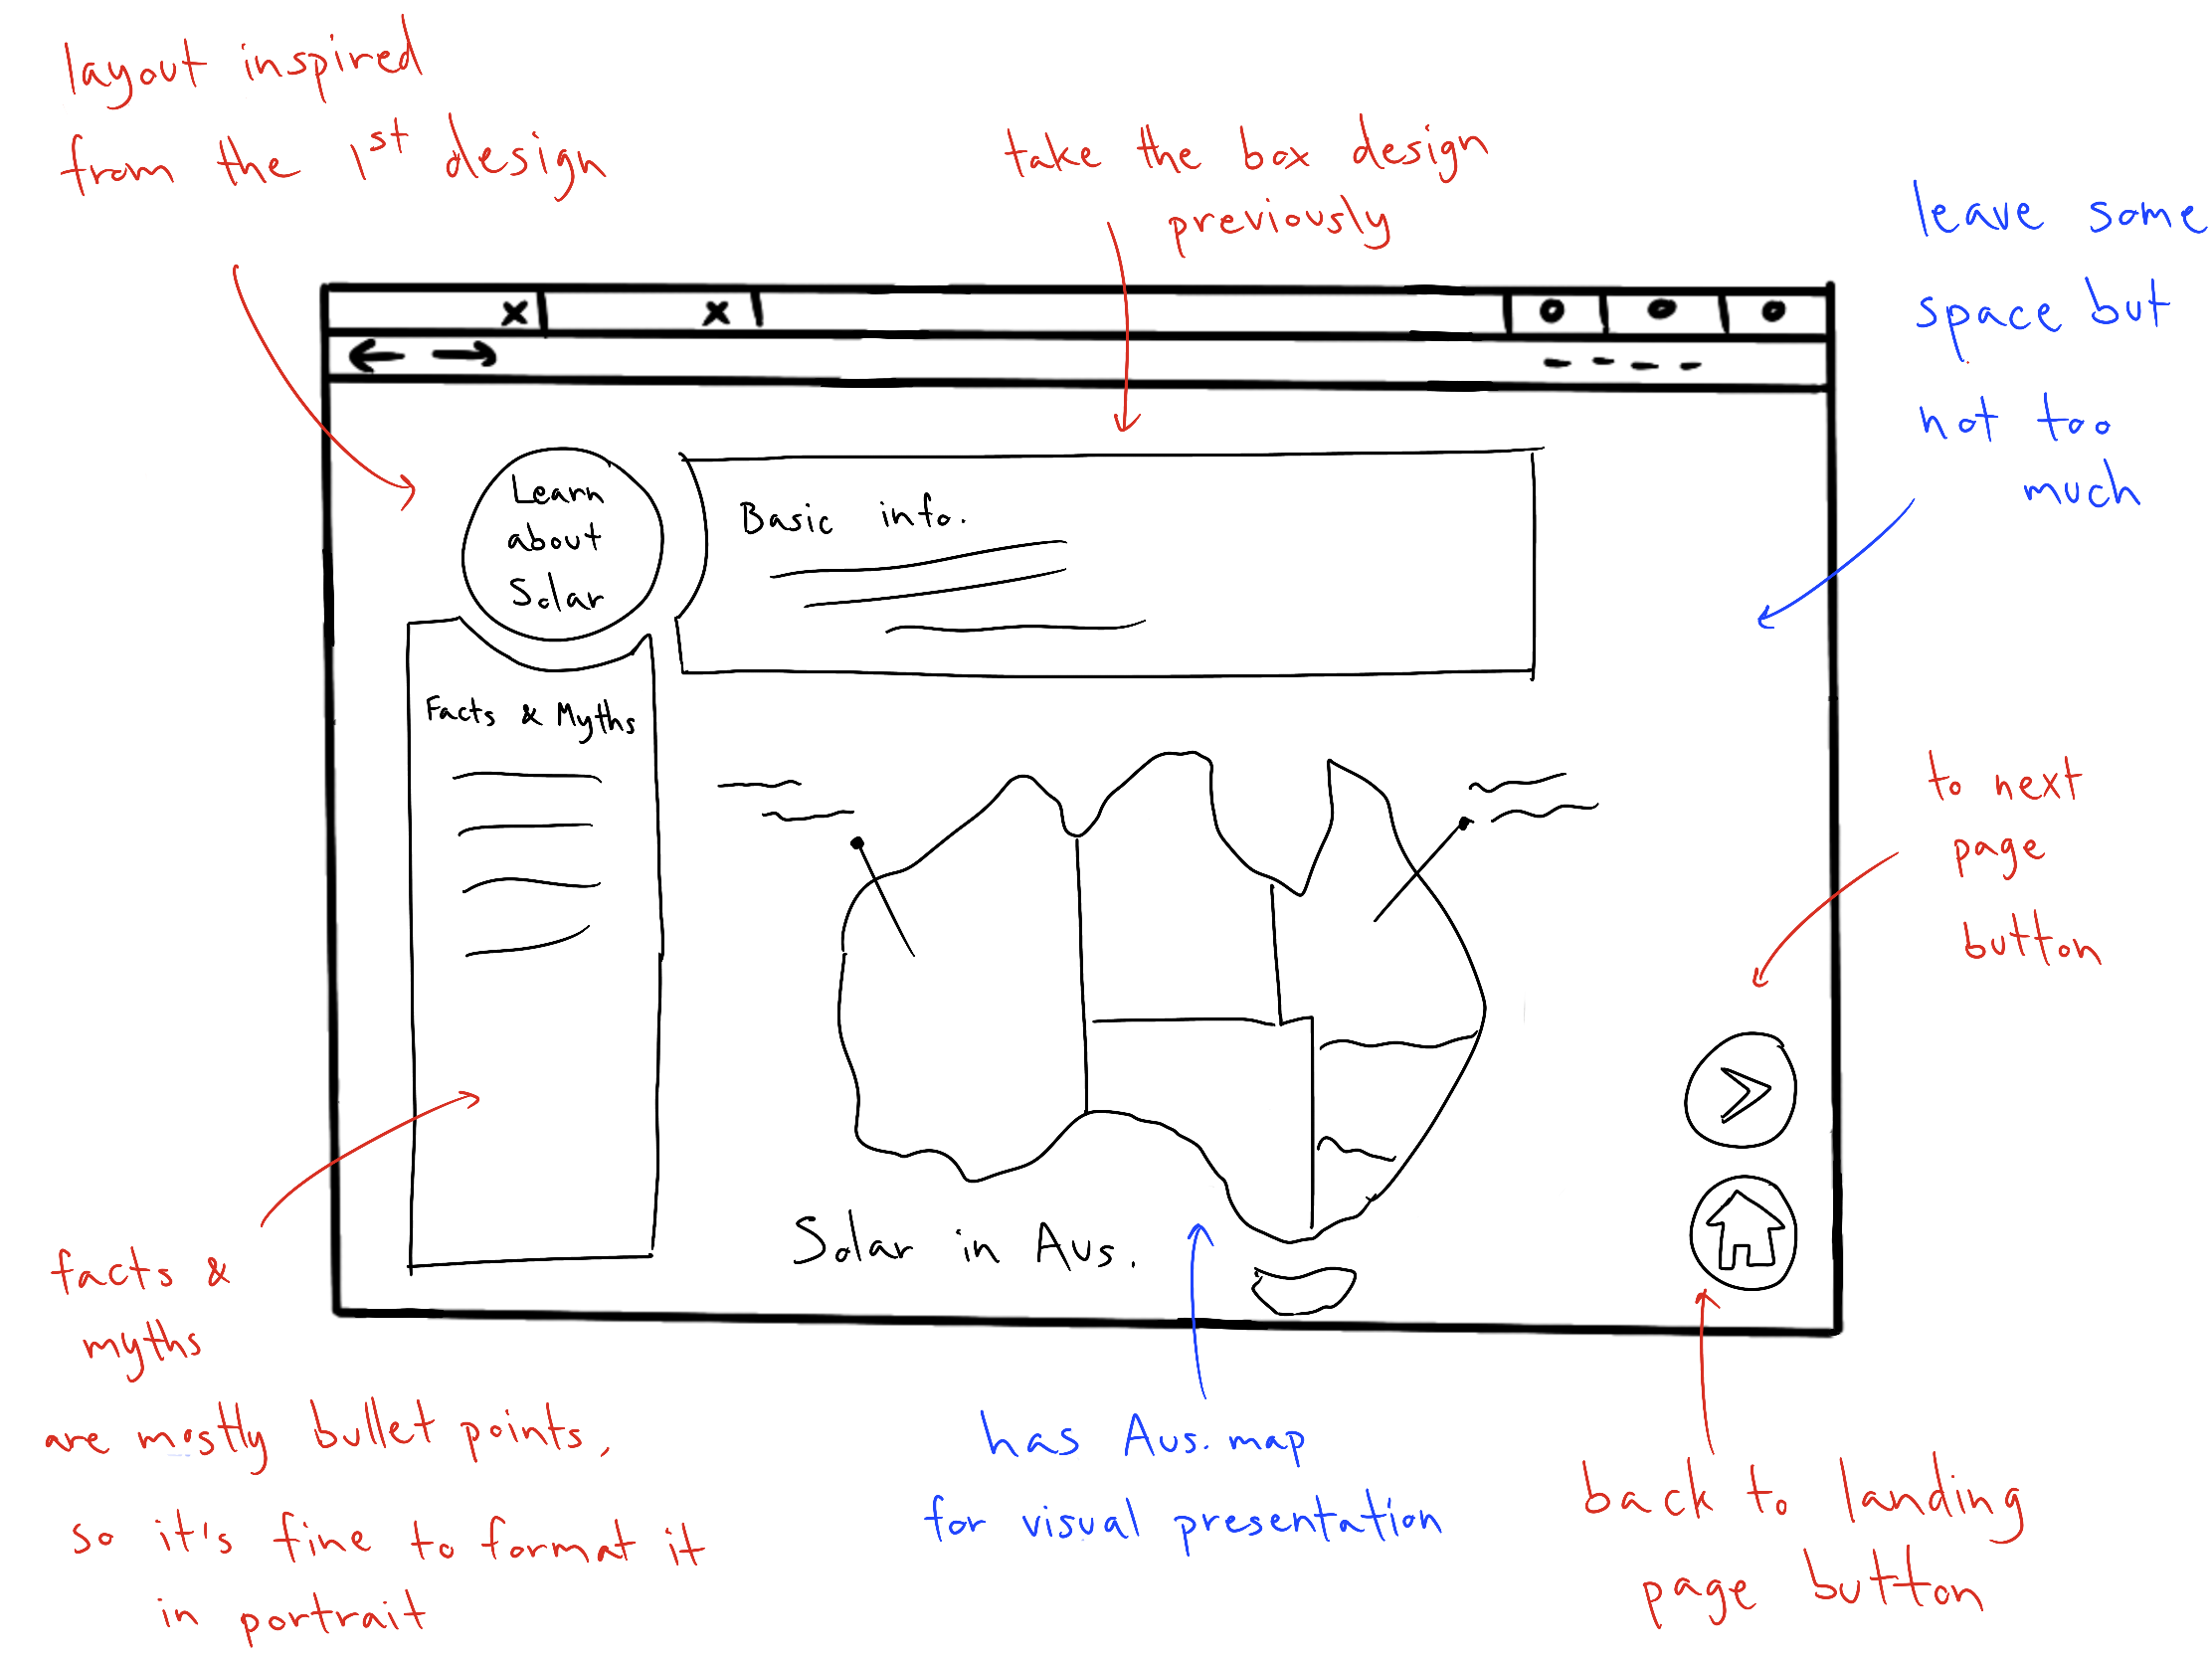 layout inspired
from the 1st design
take the box design
previously
leave some
space but
not too
much
Learn
about
Solar
Basic info.
Facts & Myths
to next
page
button
Solar in Aus.
facts &
myths
are mostly bullet points,
so it's fine to format it
in portrait
has Aus. map
for visual presentation
back to landing
page button